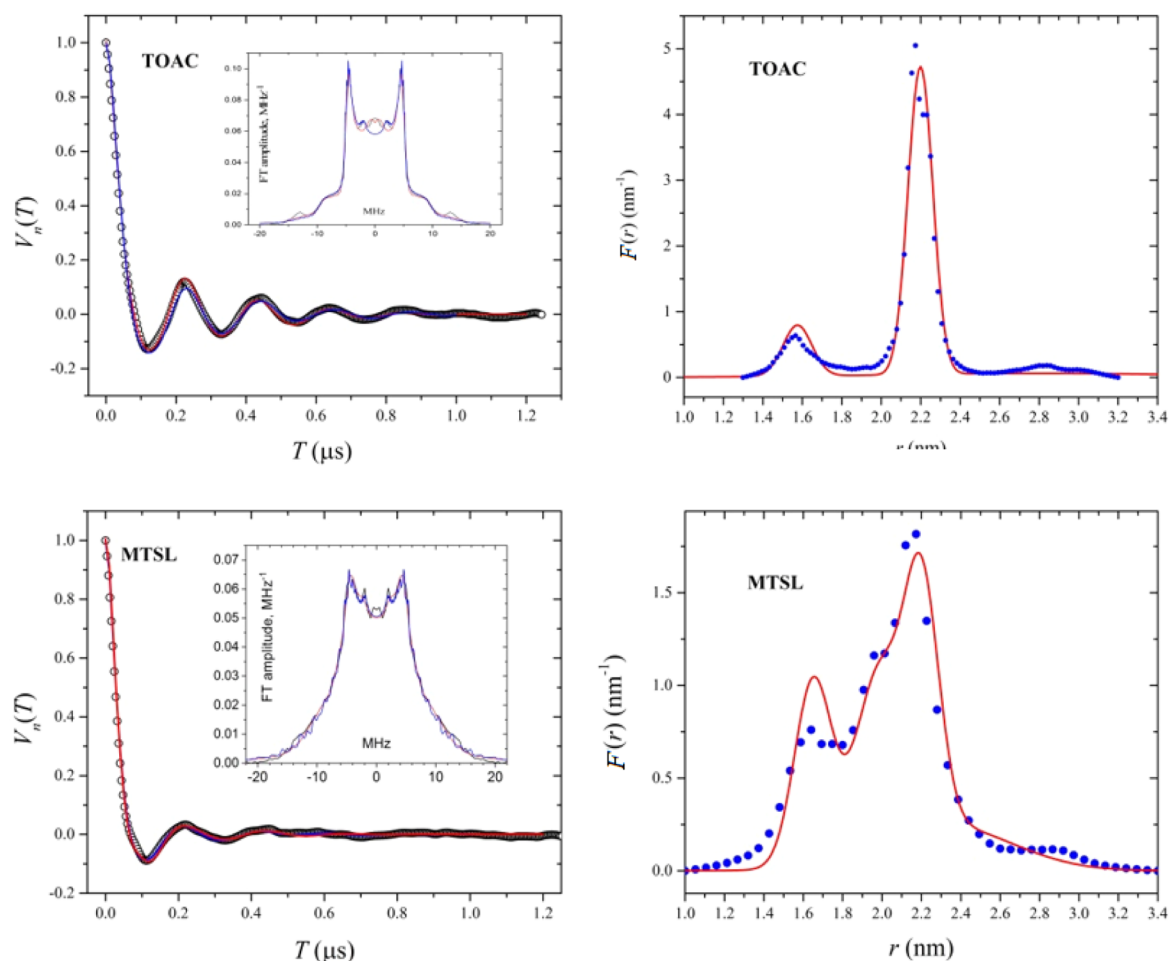 TOAC
V_n(T)
1.0
0.8
0.6
0.4
0.2
0.0
-0.2
0.0 0.2 0.4 0.6 0.8 1.0 1.2
T (μs)
FT amplitude, MHz⁻¹
0.10
0.08
0.06
0.04
0.02
0.00
MHz
-20 -10 0 10 20
TOAC
F(r) (nm⁻¹)
5
4
3
2
1
0
1.0 1.2 1.4 1.6 1.8 2.0 2.2 2.4 2.6 2.8 3.0 3.2 3.4
MTSL
V_n(T)
1.0
0.8
0.6
0.4
0.2
0.0
-0.2
0.0 0.2 0.4 0.6 0.8 1.0 1.2
T (μs)
FT amplitude, MHz⁻¹
0.07
0.06
0.05
0.04
0.03
0.02
0.01
0.00
MHz
-20 -10 0 10 20
MTSL
F(r) (nm⁻¹)
1.5
1.0
0.5
0.0
1.0 1.2 1.4 1.6 1.8 2.0 2.2 2.4 2.6 2.8 3.0 3.2 3.4
r (nm)